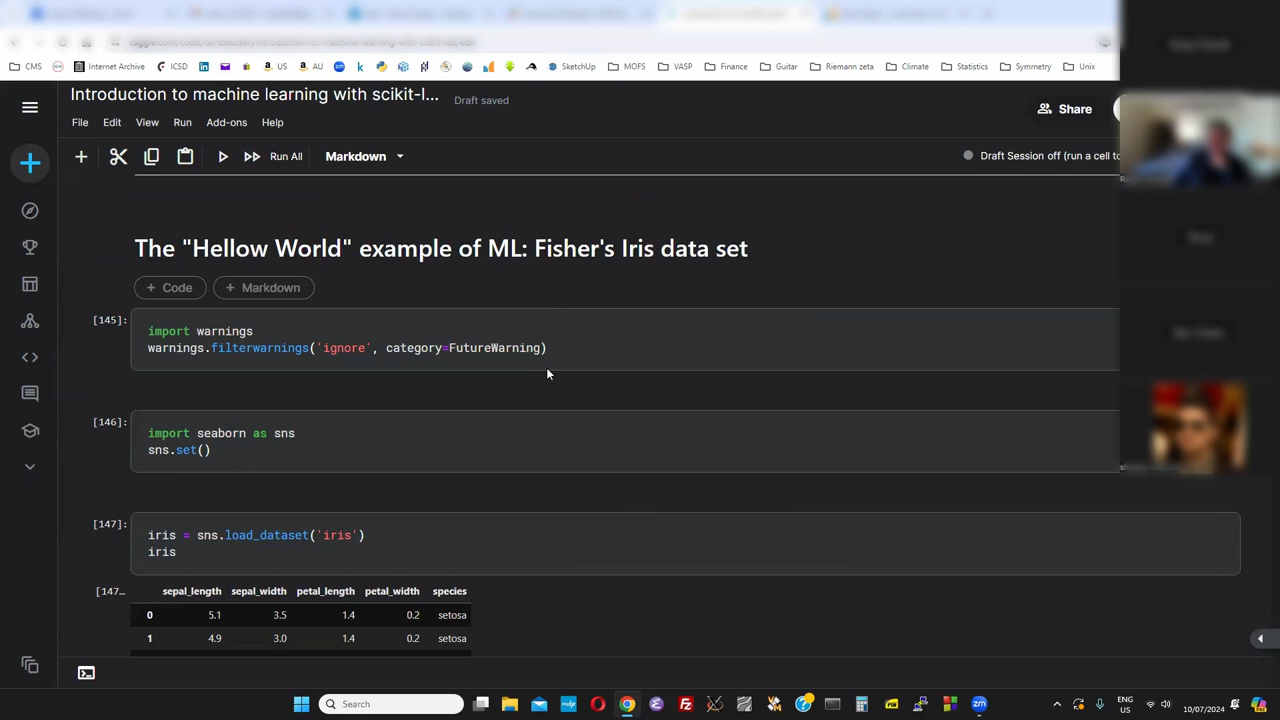 CMS
Internet Archive
ICSD
US
AU
SketchUp
MOFS
VASP
Finance
Guitar
Riemann zeta
Climate
Statistics
Symmetry
Unix
Introduction to machine learning with scikit-l...
Draft saved
Share
File Edit View Run Add-ons Help
Run All
Markdown
Draft Session off (run a cell to
The "Hellow World" example of ML: Fisher's Iris data set
+ Code
+ Markdown
[145]:
import warnings
warnings.filterwarnings('ignore', category=FutureWarning)
[146]:
import seaborn as sns
sns.set()
[147]:
iris = sns.load_dataset('iris')
iris
[147...
sepal_length sepal_width petal_length petal_width species
0 5.1 3.5 1.4 0.2 setosa
1 4.9 3.0 1.4 0.2 setosa
Search
ENG
US
10/07/2024